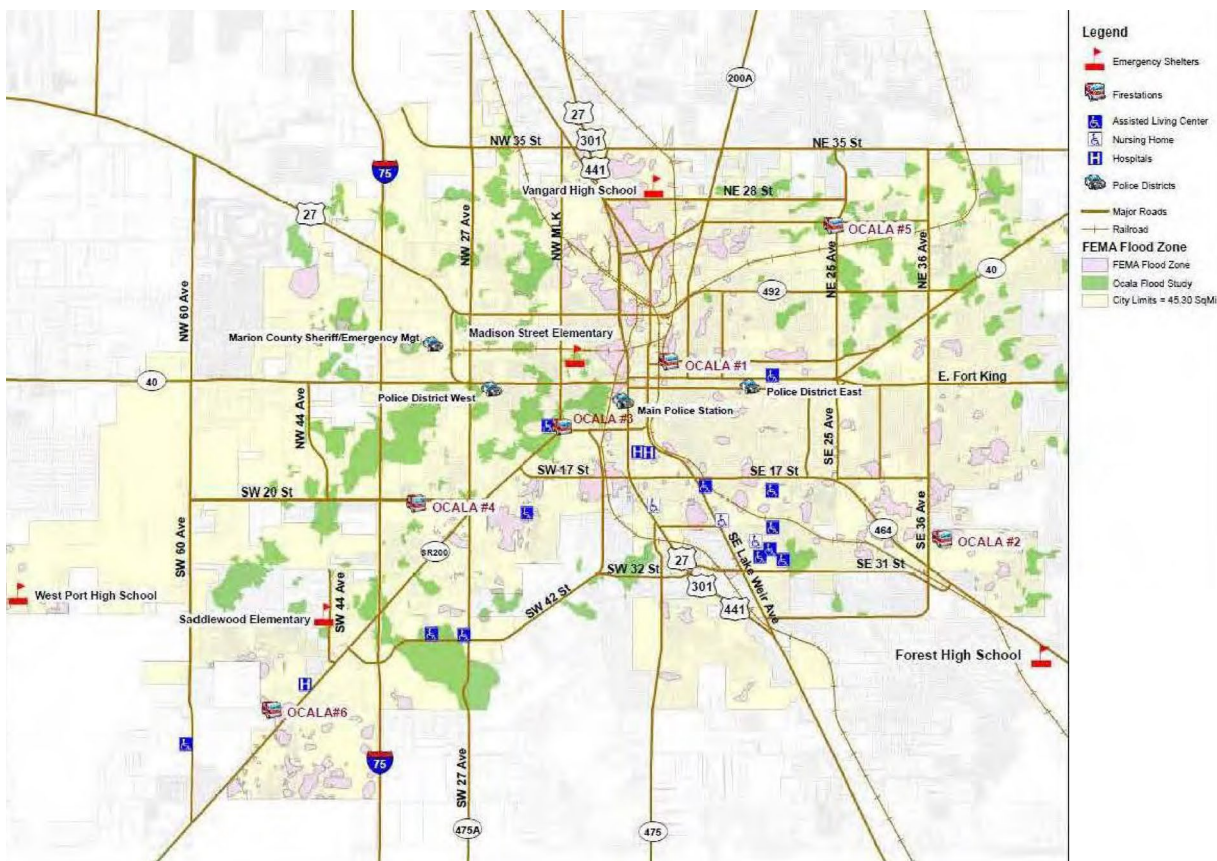 Legend
Emergency Shelters
Firestations
Assisted Living Center
Nursing Home
H Hospitals
Police Districts
Major Roads
Railroad
FEMA Flood Zone
FEMA Flood Zone
Ocala Flood Study
City Limits = 45.30 SqMi
200A
27
301
441
NW 35 St
NE 35 St
75
Vangard High School
NE 28 St
27
OCALA #5
NW 27 Ave
NW MLK
NE 25 Ave
NE 36 Ave
40
492
NW 60 Ave
Marion County Sheriff/Emergency Mgt
Madison Street Elementary
OCALA #1
40
E. Fort King
Police District West
Police District East
Main Police Station
NW 44 Ave
OCALA #3
SE 25 Ave
H H
SW 17 St
SE 17 St
SW 20 St
OCALA #4
464
SE 36 Ave
OCALA #2
SW 60 Ave
SR200
27
SE Lake Weir Ave
SW 32 St
SE 31 St
301
441
West Port High School
SW 44 Ave
Saddlewood Elementary
SW 42 St
Forest High School
H
OCALA#6
75
SW 27 Ave
475A
475